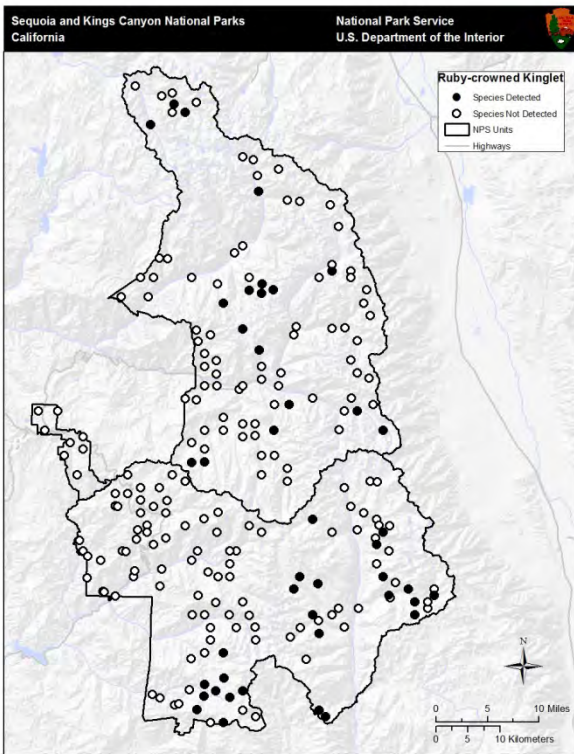 Sequoia and Kings Canyon National Parks
California
National Park Service
U.S. Department of the Interior
Ruby-crowned Kinglet
Species Detected
Species Not Detected
NPS Units
Highways
N
0 5 10 Miles
0 5 10 Kilometers